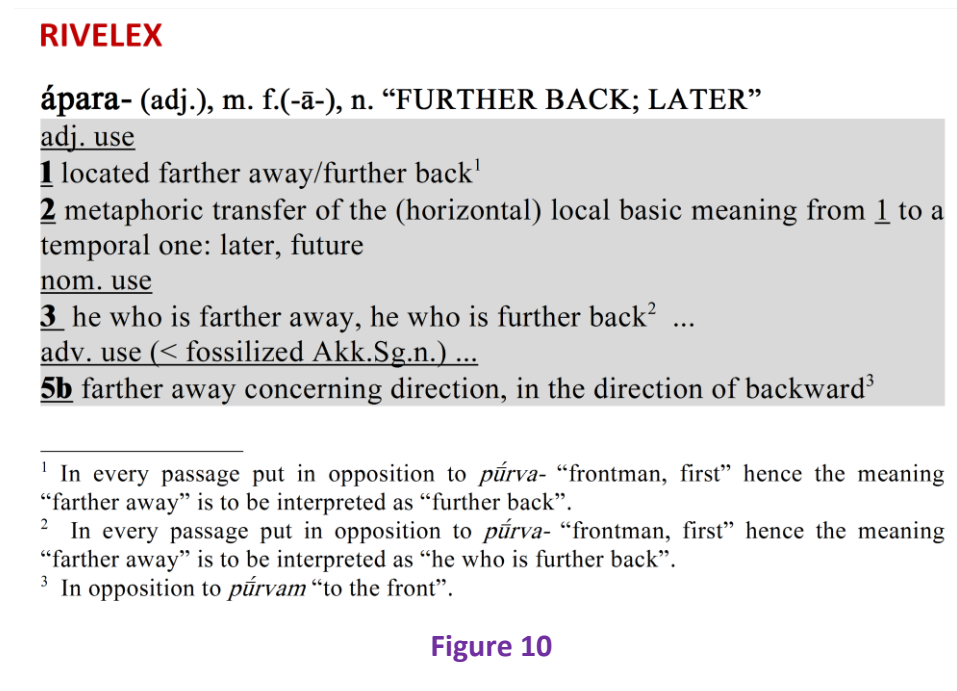 RIVELEX
ápara- (adj.), m. f.(-ā-), n. “FURTHER BACK; LATER”
adj. use
1 located farther away/further back¹
2 metaphoric transfer of the (horizontal) local basic meaning from 1 to a
temporal one: later, future
nom. use
3 he who is farther away, he who is further back² ...
adv. use (< fossilized Akk.Sg.n.) ...
5b farther away concerning direction, in the direction of backward³
¹ In every passage put in opposition to pū́rva- “frontman, first” hence the meaning
“farther away” is to be interpreted as “further back”.
² In every passage put in opposition to pū́rva- “frontman, first” hence the meaning
“farther away” is to be interpreted as “he who is further back”.
³ In opposition to pū́rvam “to the front”.
Figure 10